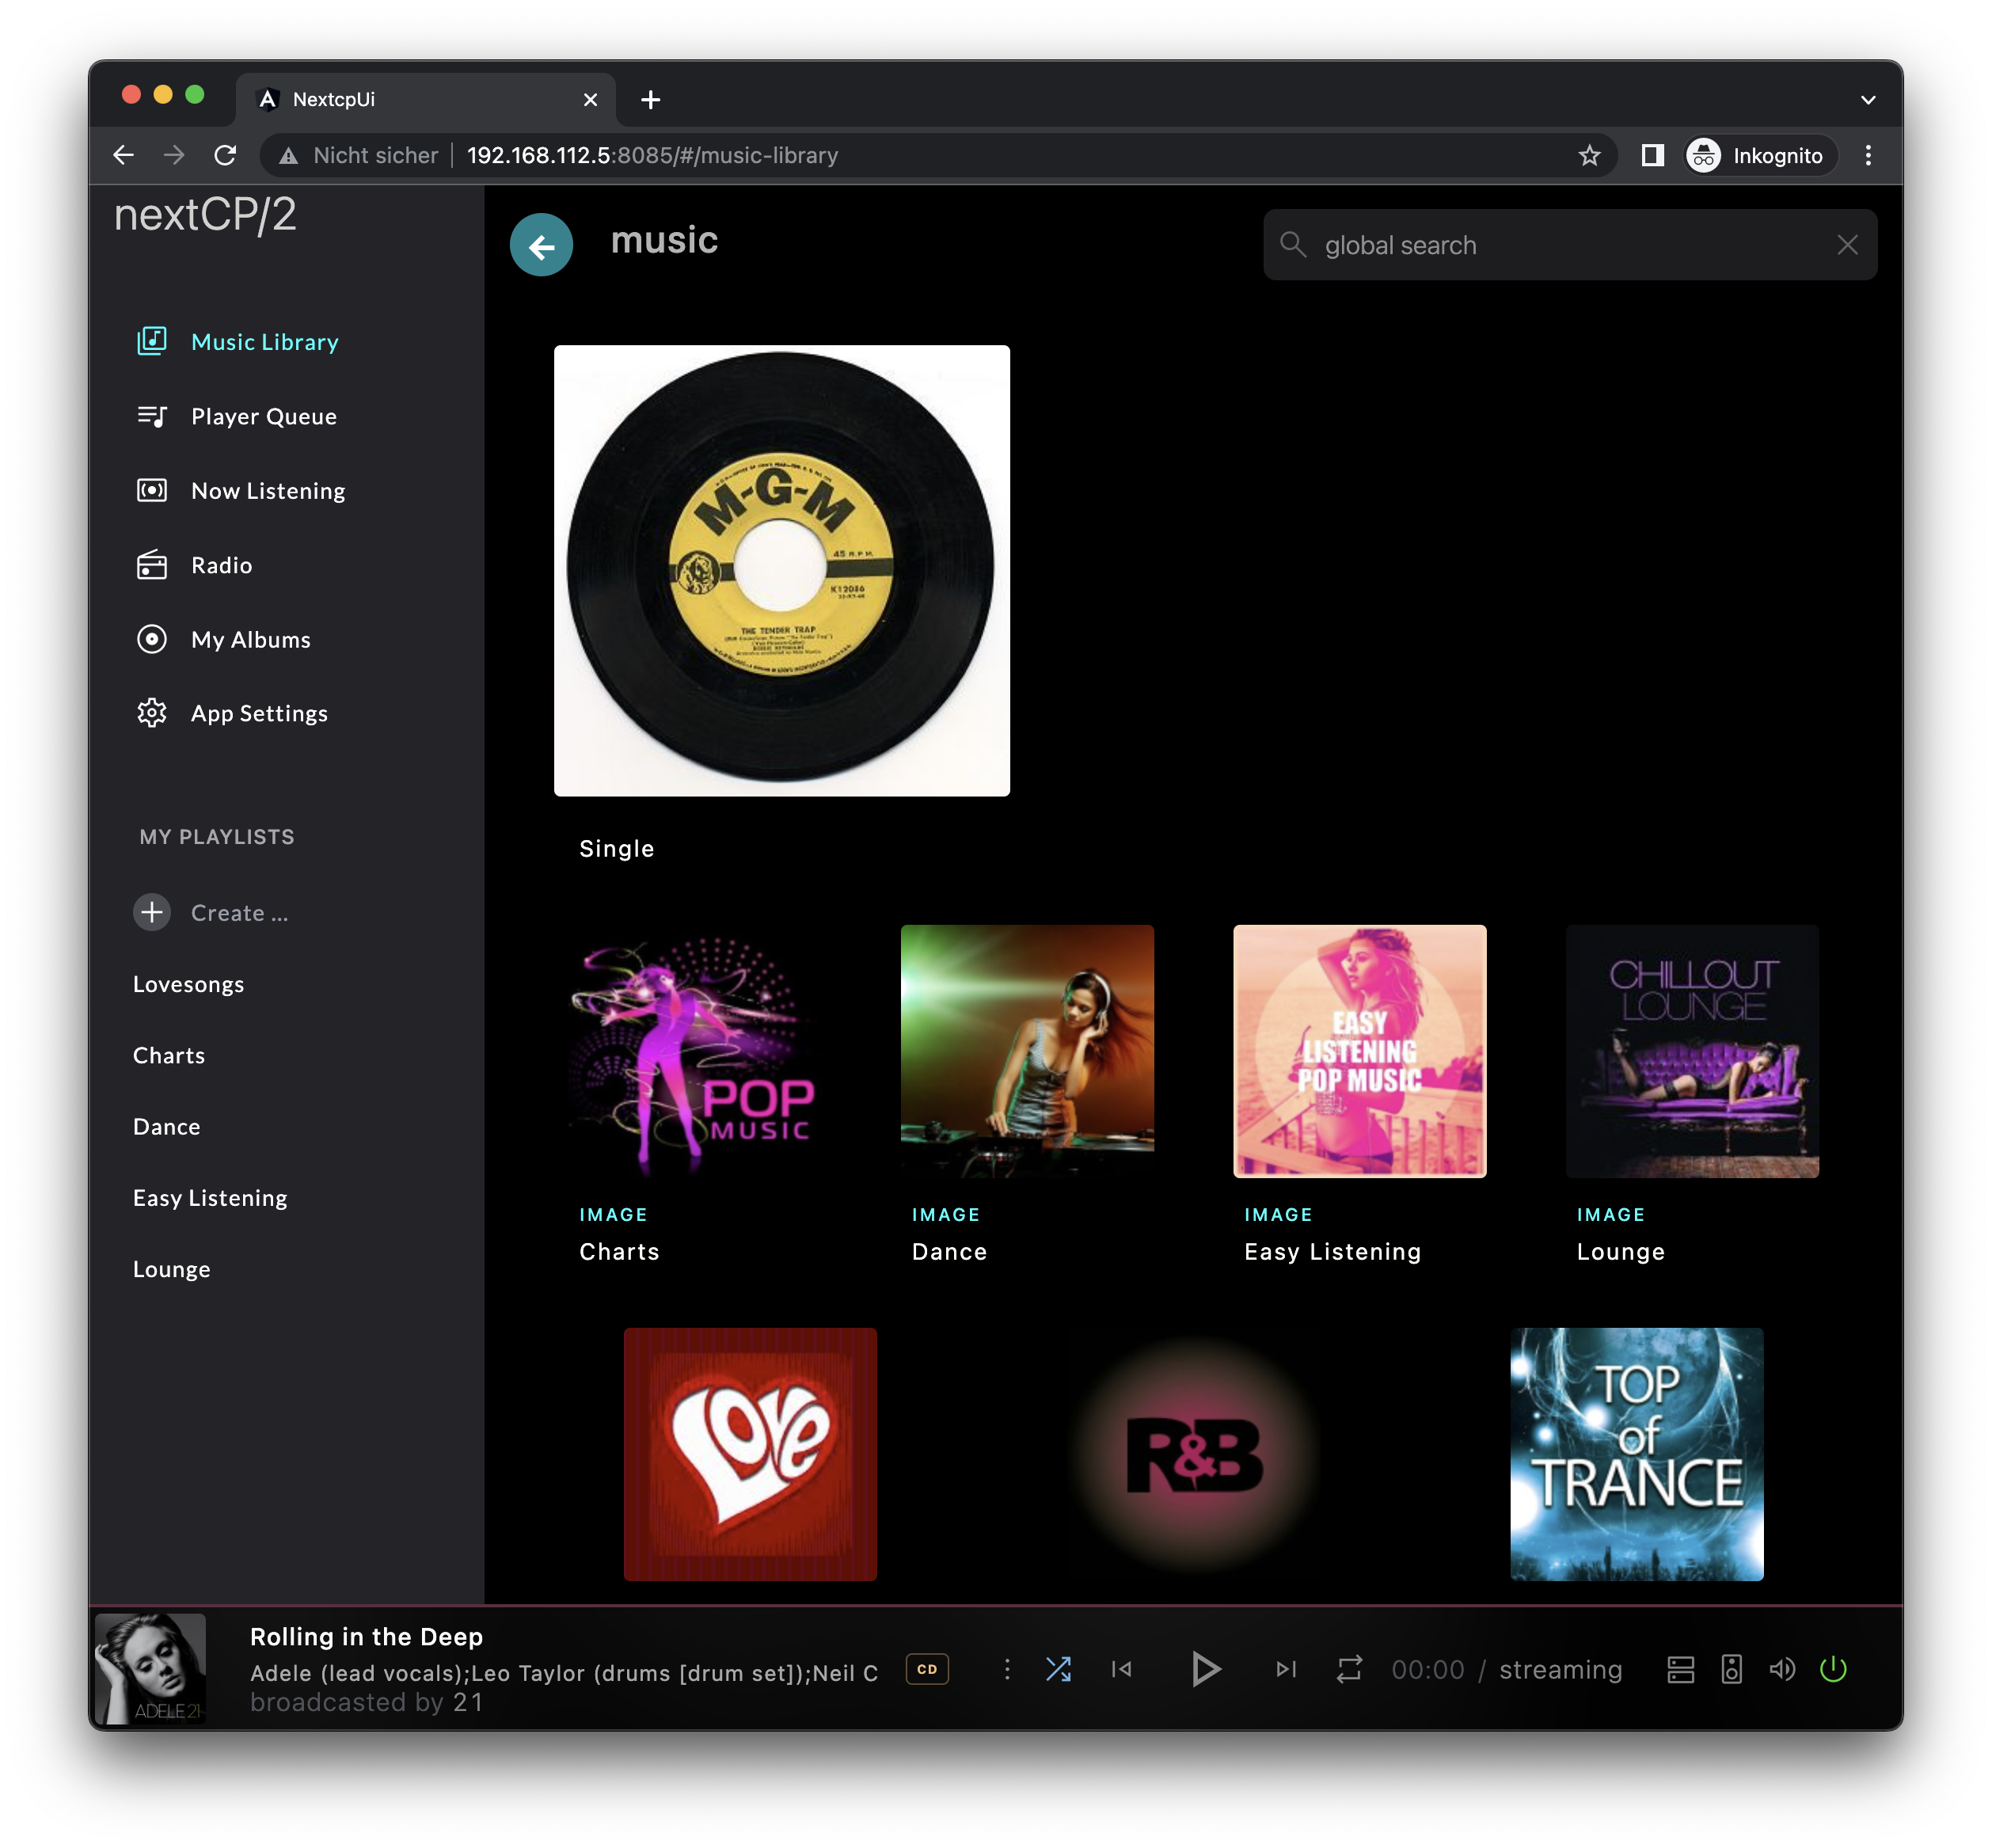 NextcpUi
Nicht sicher
192.168.112.5:8085/#/music-library
Inkognito
nextCP/2
music
global search
Music Library
Player Queue
Now Listening
Radio
My Albums
App Settings
M-G-M
45 R.P.M.
K12086
THE TENDER TRAP
Single
MY PLAYLISTS
Create ...
Lovesongs
Charts
Dance
Easy Listening
Lounge
POP
MUSIC
EASY
LISTENING
POP MUSIC
CHILLOUT
LOUNGE
IMAGE
Charts
IMAGE
Dance
IMAGE
Easy Listening
IMAGE
Lounge
LOVE
R&B
TOP
of
TRANCE
ADELE 21
Rolling in the Deep
Adele (lead vocals);Leo Taylor (drums [drum set]);Neil C
broadcasted by 21
CD
00:00 / streaming